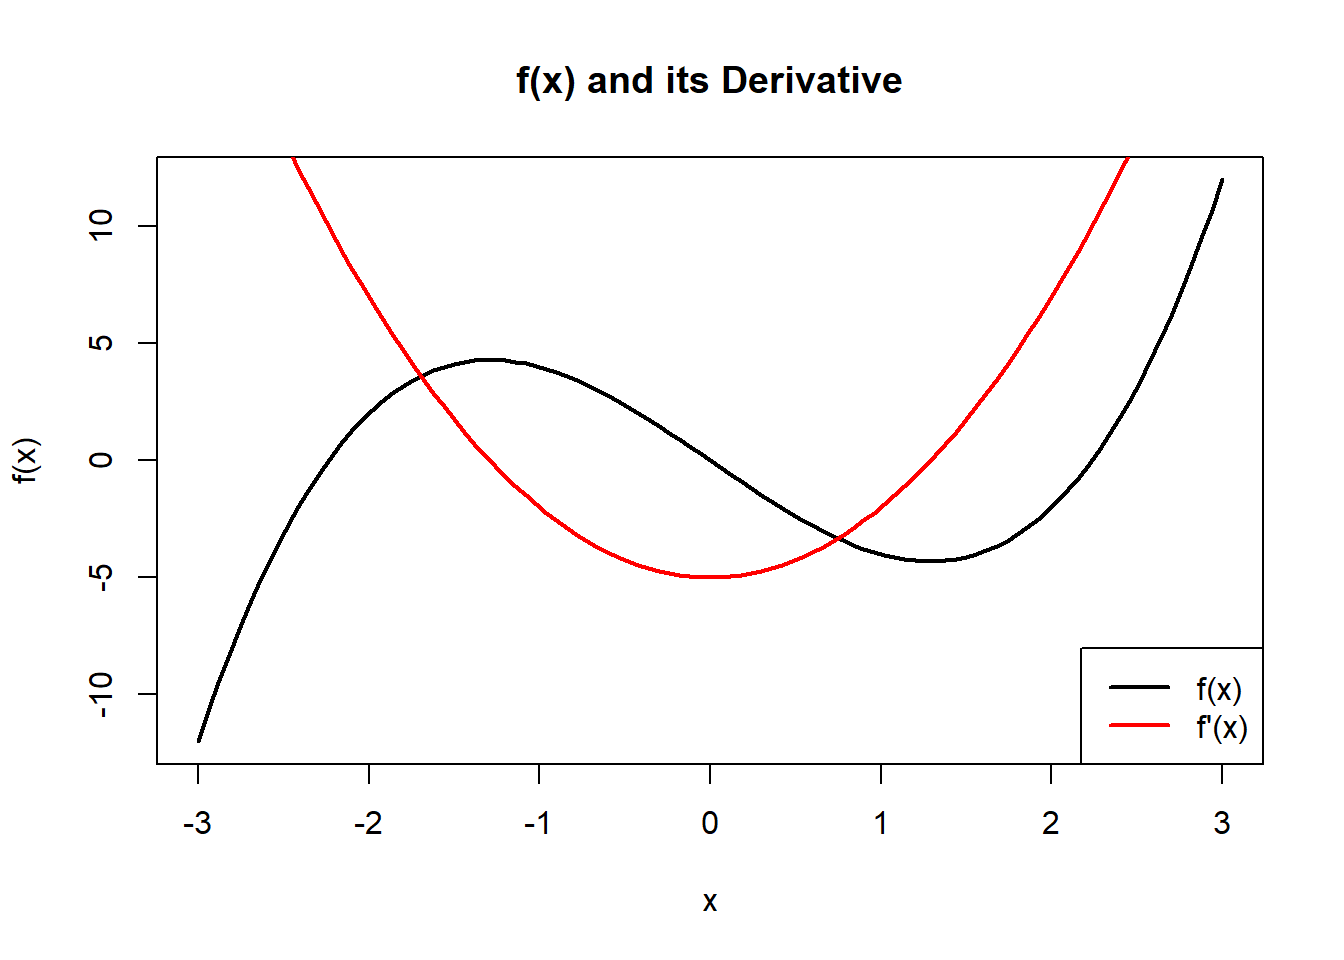 f(x) and its Derivative
f(x)
10
5
0
-5
-10
-3 -2 -1 0 1 2 3
x
f(x)
f'(x)